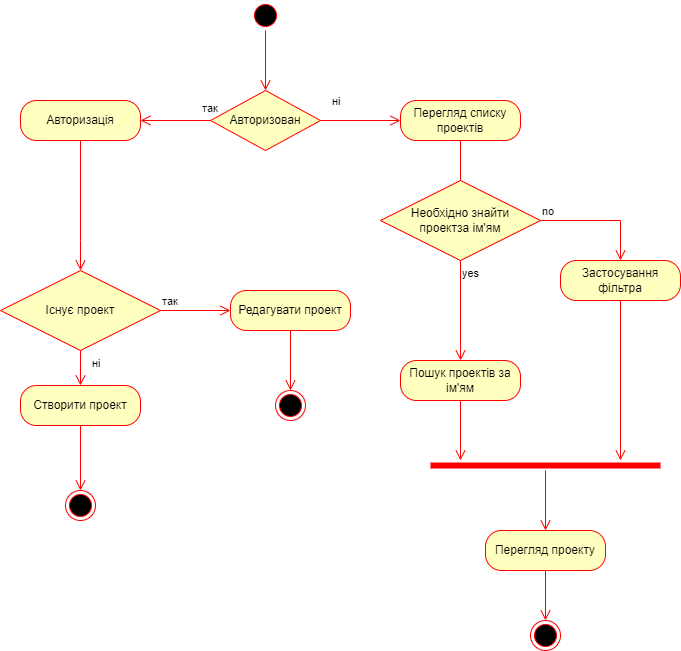 так
ні
Авторизація
Авторизован
Перегляд списку
проектів
Необхідно знайти
проектза ім'ям
no
yes
Застосування
фільтра
Існує проект
так
Редагувати проект
ні
Створити проект
Пошук проектів за
ім'ям
Перегляд проекту